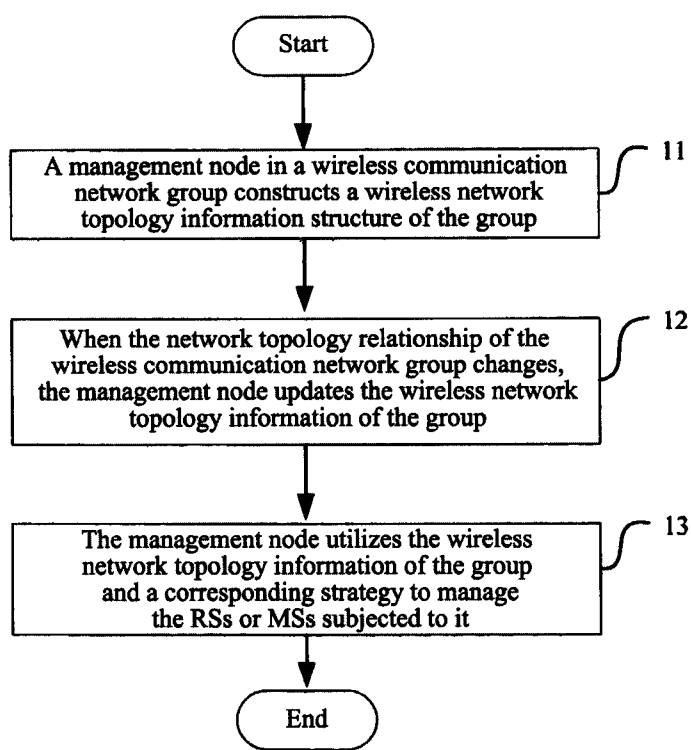 Start
A management node in a wireless communication
network group constructs a wireless network
topology information structure of the group
11
When the network topology relationship of the
wireless communication network group changes,
the management node updates the wireless network
topology information of the group
12
The management node utilizes the wireless
network topology information of the group
and a corresponding strategy to manage
the RSs or MSs subjected to it
13
End